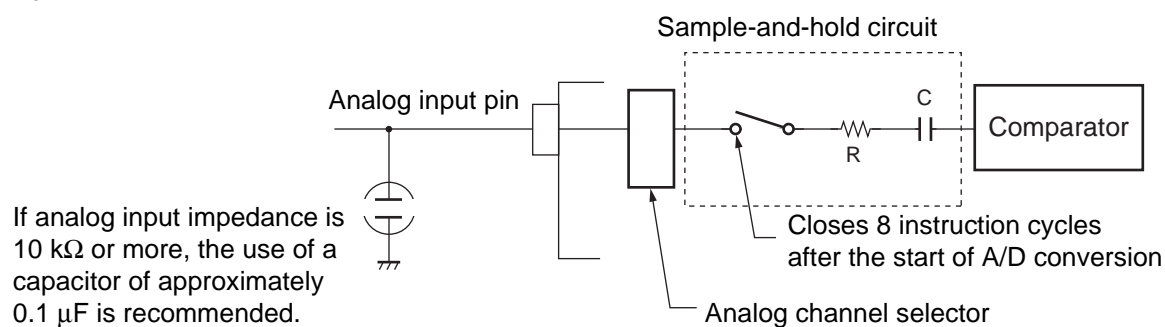 Sample-and-hold circuit
Analog input pin
C
Comparator
R
If analog input impedance is
10 kΩ or more, the use of a
capacitor of approximately
0.1 µF is recommended.
Closes 8 instruction cycles
after the start of A/D conversion
Analog channel selector